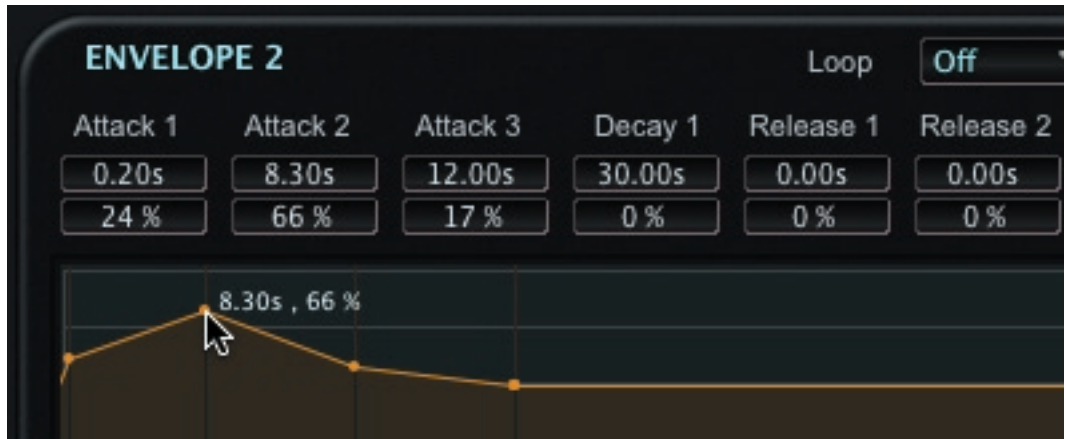 ENVELOPE 2
Loop Off
Attack 1 Attack 2 Attack 3 Decay 1 Release 1 Release 2
0.20s 8.30s 12.00s 30.00s 0.00s 0.00s
24 % 66 % 17 % 0 % 0 % 0 %
8.30s , 66 %